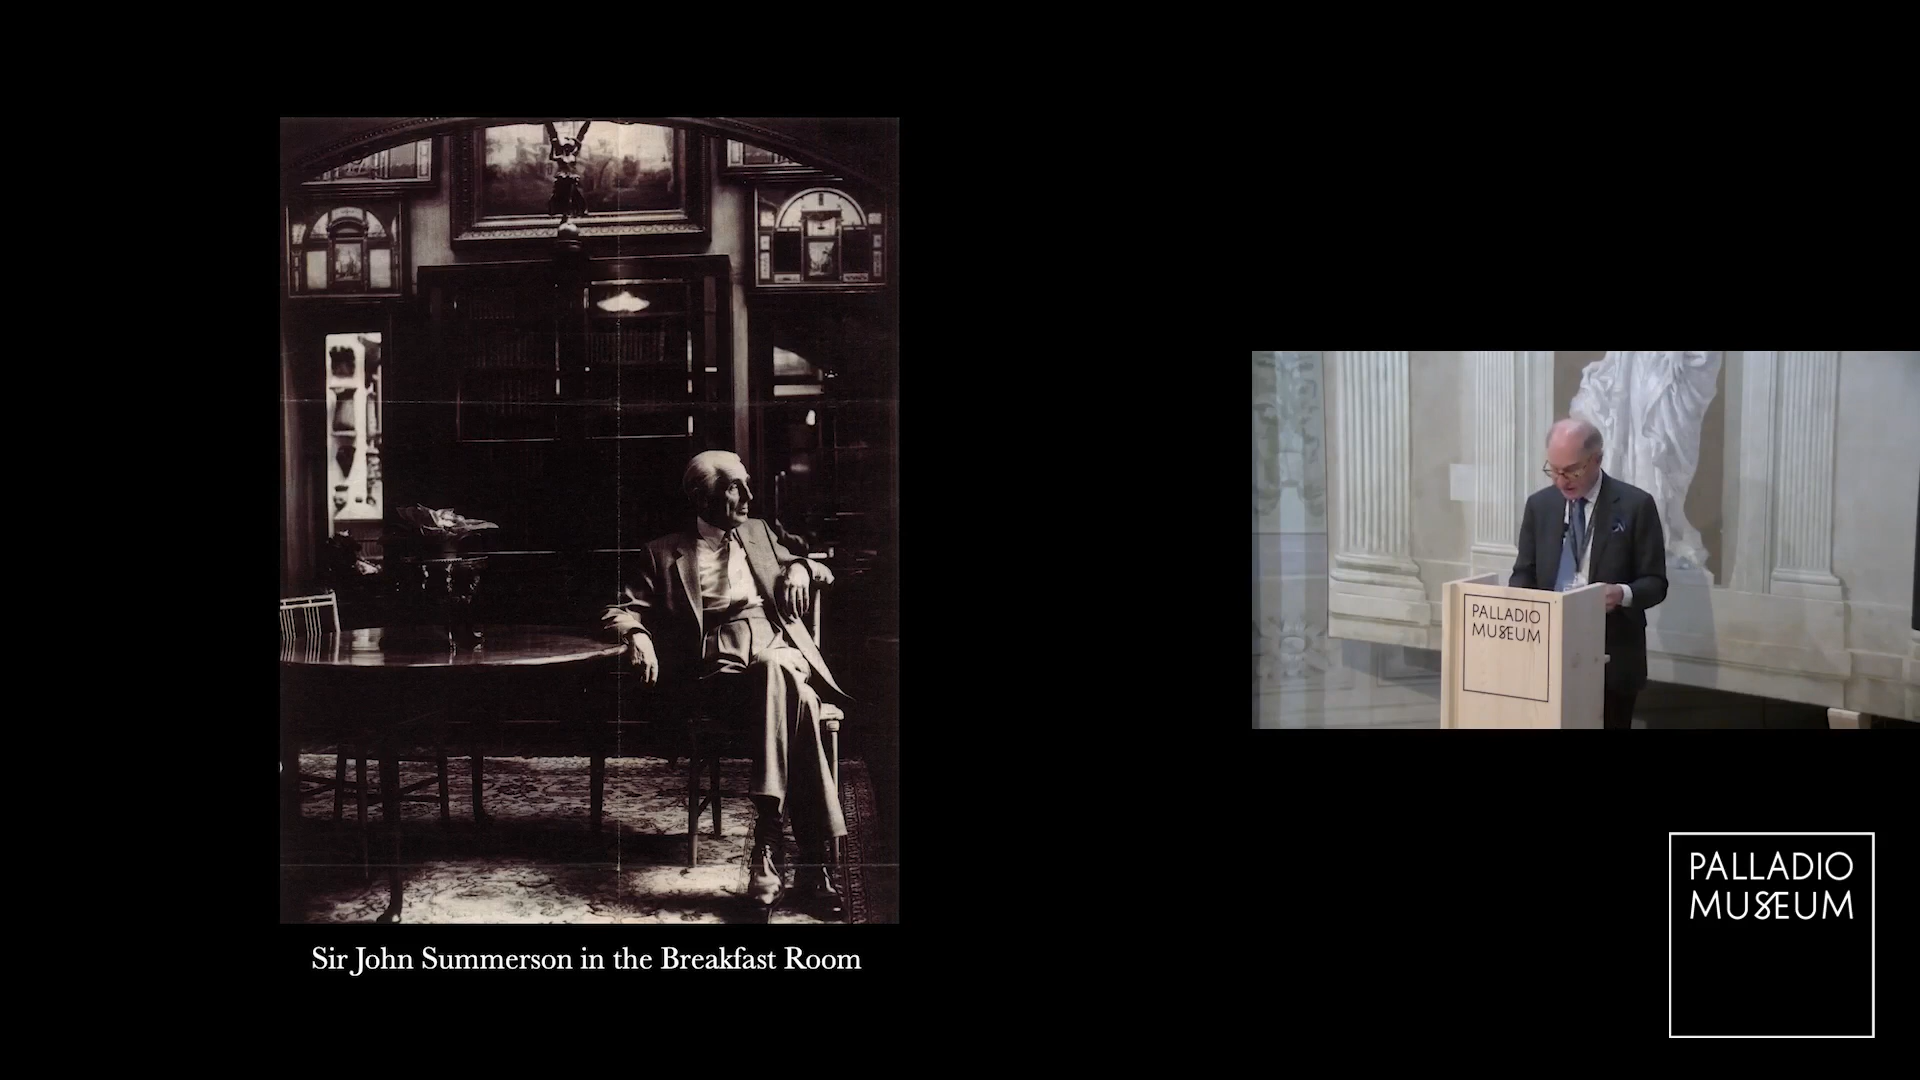 Sir John Summerson in the Breakfast Room
PALLADIO
MUSEUM
PALLADIO
MUSEUM